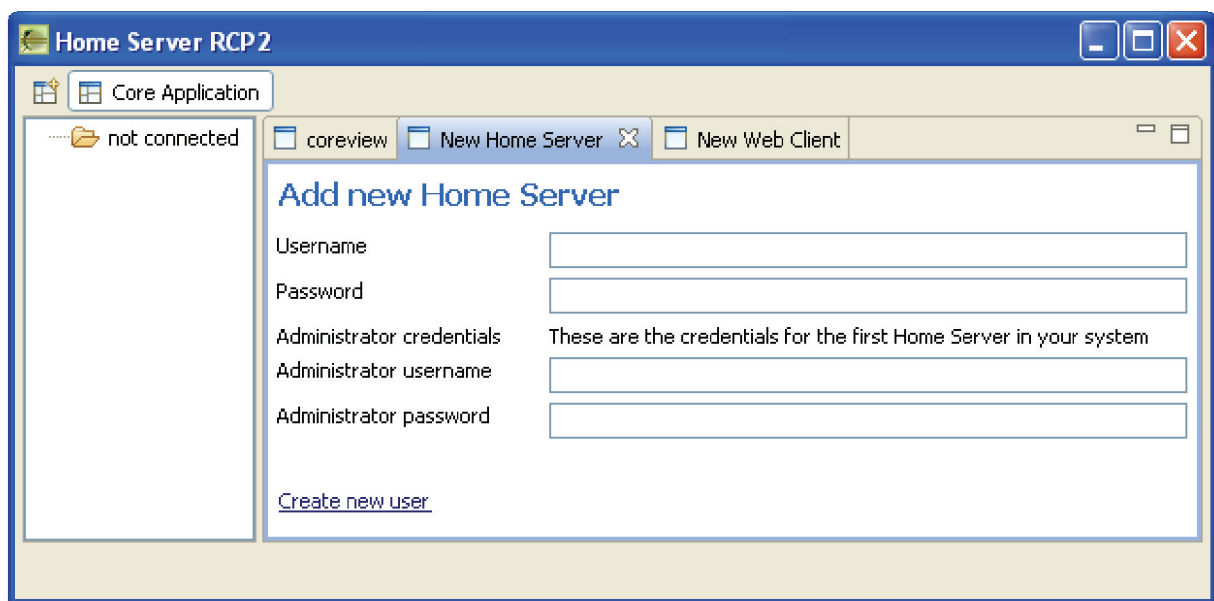 Home Server RCP2
Core Application
not connected
coreview New Home Server New Web Client
Add new Home Server
Username
Password
Administrator credentials These are the credentials for the first Home Server in your system
Administrator username
Administrator password
Create new user